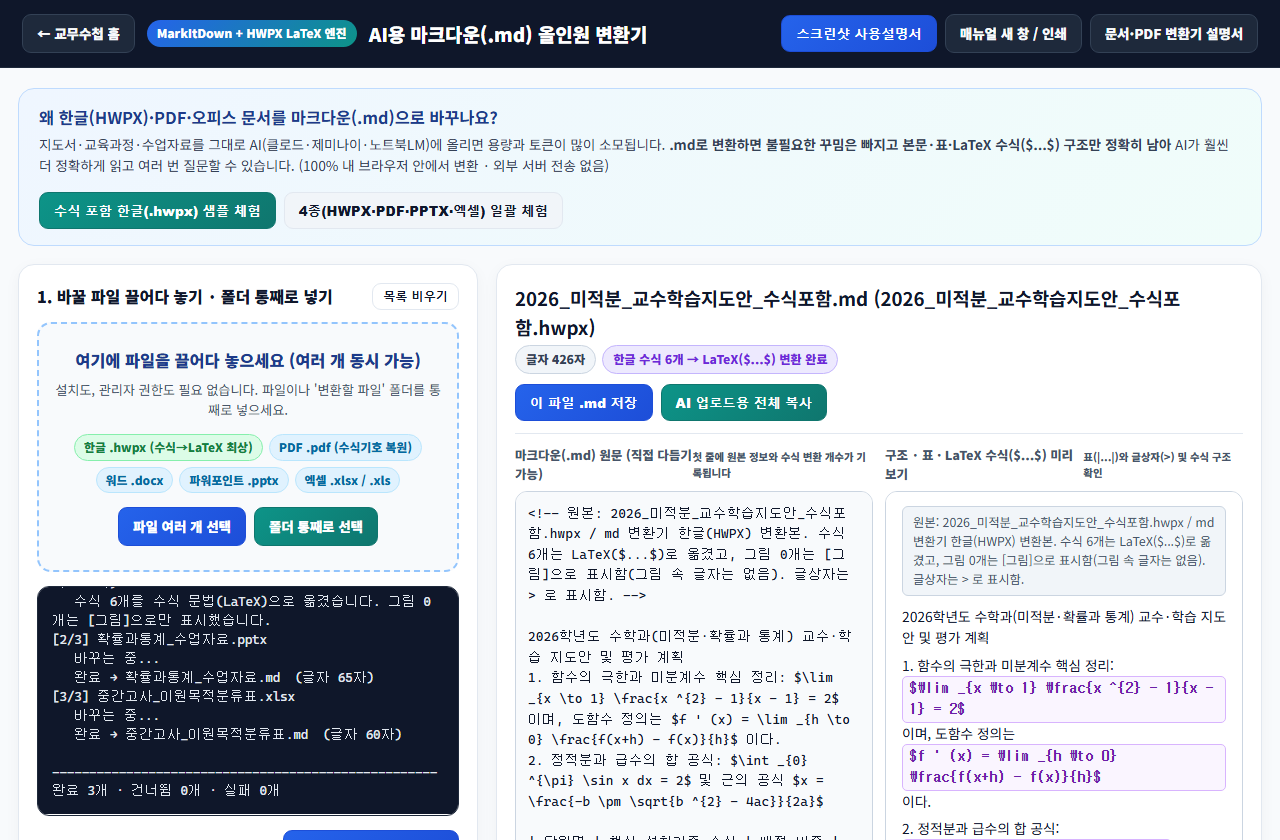 ← 교무수첩 홈
MarkItDown + HWPX LaTeX 엔진
AI용 마크다운(.md) 올인원 변환기
스크린샷 사용설명서
매뉴얼 새 창 / 인쇄
문서·PDF 변환기 설명서
왜 한글(HWPX)·PDF·오피스 문서를 마크다운(.md)으로 바꾸나요?
지도서·교육과정·수업자료를 그대로 AI(클로드·제미나이·노트북LM)에 올리면 용량과 토큰이 많이 소모됩니다. .md로 변환하면 불필요한 꾸밈은 빠지고 본문·표·LaTeX 수식($...$) 구조만 정확히 남아 AI가 훨씬
더 정확하게 읽고 여러 번 질문할 수 있습니다. (100% 내 브라우저 안에서 변환 · 외부 서버 전송 없음)
수식 포함 한글(.hwpx) 샘플 체험
4종(HWPX·PDF·PPTX·엑셀) 일괄 체험
1. 바꿀 파일 끌어다 놓기 · 폴더 통째로 넣기
목록 비우기
여기에 파일을 끌어다 놓으세요 (여러 개 동시 가능)
설치도, 관리자 권한도 필요 없습니다. 파일이나 '변환할 파일' 폴더를 통
째로 넣으세요.
한글 .hwpx (수식→LaTeX 최상)
PDF .pdf (수식기호 복원)
워드 .docx
파워포인트 .pptx
엑셀 .xlsx / .xls
파일 여러 개 선택
폴더 통째로 선택
수식 6개를 수식 문법(LaTeX)으로 옮겼습니다. 그림 0
개는 [그림]으로만 표시했습니다.
[2/3] 확률과통계_수업자료.pptx
바꾸는 중...
완료 → 확률과통계_수업자료.md (글자 65자)
[3/3] 중간고사_이원목적분류표.xlsx
바꾸는 중...
완료 → 중간고사_이원목적분류표.md (글자 60자)
────────────────────────────────────────
완료 3개 · 건너뜀 0개 · 실패 0개
2026_미적분_교수학습지도안_수식포함.md (2026_미적분_교수학습지도안_수식포
함.hwpx)
글자 426자
한글 수식 6개 → LaTeX($...$) 변환 완료
이 파일 .md 저장
AI 업로드용 전체 복사
마크다운(.md) 원문 (직접 다듬기
가능)
첫 줄에 원본 정보와 수식 변환 개수가 기
록됩니다
<!-- 원본: 2026_미적분_교수학습지도안_수식포
함.hwpx / md 변환기 한글(HWPX) 변환본. 수식
6개는 LaTeX($...$)로 옮겼고, 그림 0개는 [그
림]으로 표시함(그림 속 글자는 없음). 글상자는
> 로 표시함. -->
2026학년도 수학과(미적분·확률과 통계) 교수·학
습 지도안 및 평가 계획
1. 함수의 극한과 미분계수 핵심 정리: $\lim
_{x \to 1} \frac{x ^{2} - 1}{x - 1} = 2$
이며, 도함수 정의는 $f ' (x) = \lim _{h \to
0} \frac{f(x+h) - f(x)}{h}$ 이다.
2. 정적분과 급수의 합 공식: $\int _{0}
^{\pi} \sin x dx = 2$ 및 근의 공식 $x =
\frac{-b \pm \sqrt{b ^{2} - 4ac}}{2a}$
구조 · 표 · LaTeX 수식($...$) 미리
보기
표(|...|)와 글상자(>) 및 수식 구조
확인
원본: 2026_미적분_교수학습지도안_수식포함.hwpx / md
변환기 한글(HWPX) 변환본. 수식 6개는 LaTeX($...$)로 옮
겼고, 그림 0개는 [그림]으로 표시함(그림 속 글자는 없음).
글상자는 > 로 표시함.
2026학년도 수학과(미적분·확률과 통계) 교수·학습 지도
안 및 평가 계획
1. 함수의 극한과 미분계수 핵심 정리:
$₩lim _{x ₩to 1} ₩frac{x ^{2} - 1}{x -
1} = 2$
이며, 도함수 정의는
$f ' (x) = ₩lim _{h ₩to 0}
₩frac{f(x+h) - f(x)}{h}$
이다.
2. 정적분과 급수의 합 공식: